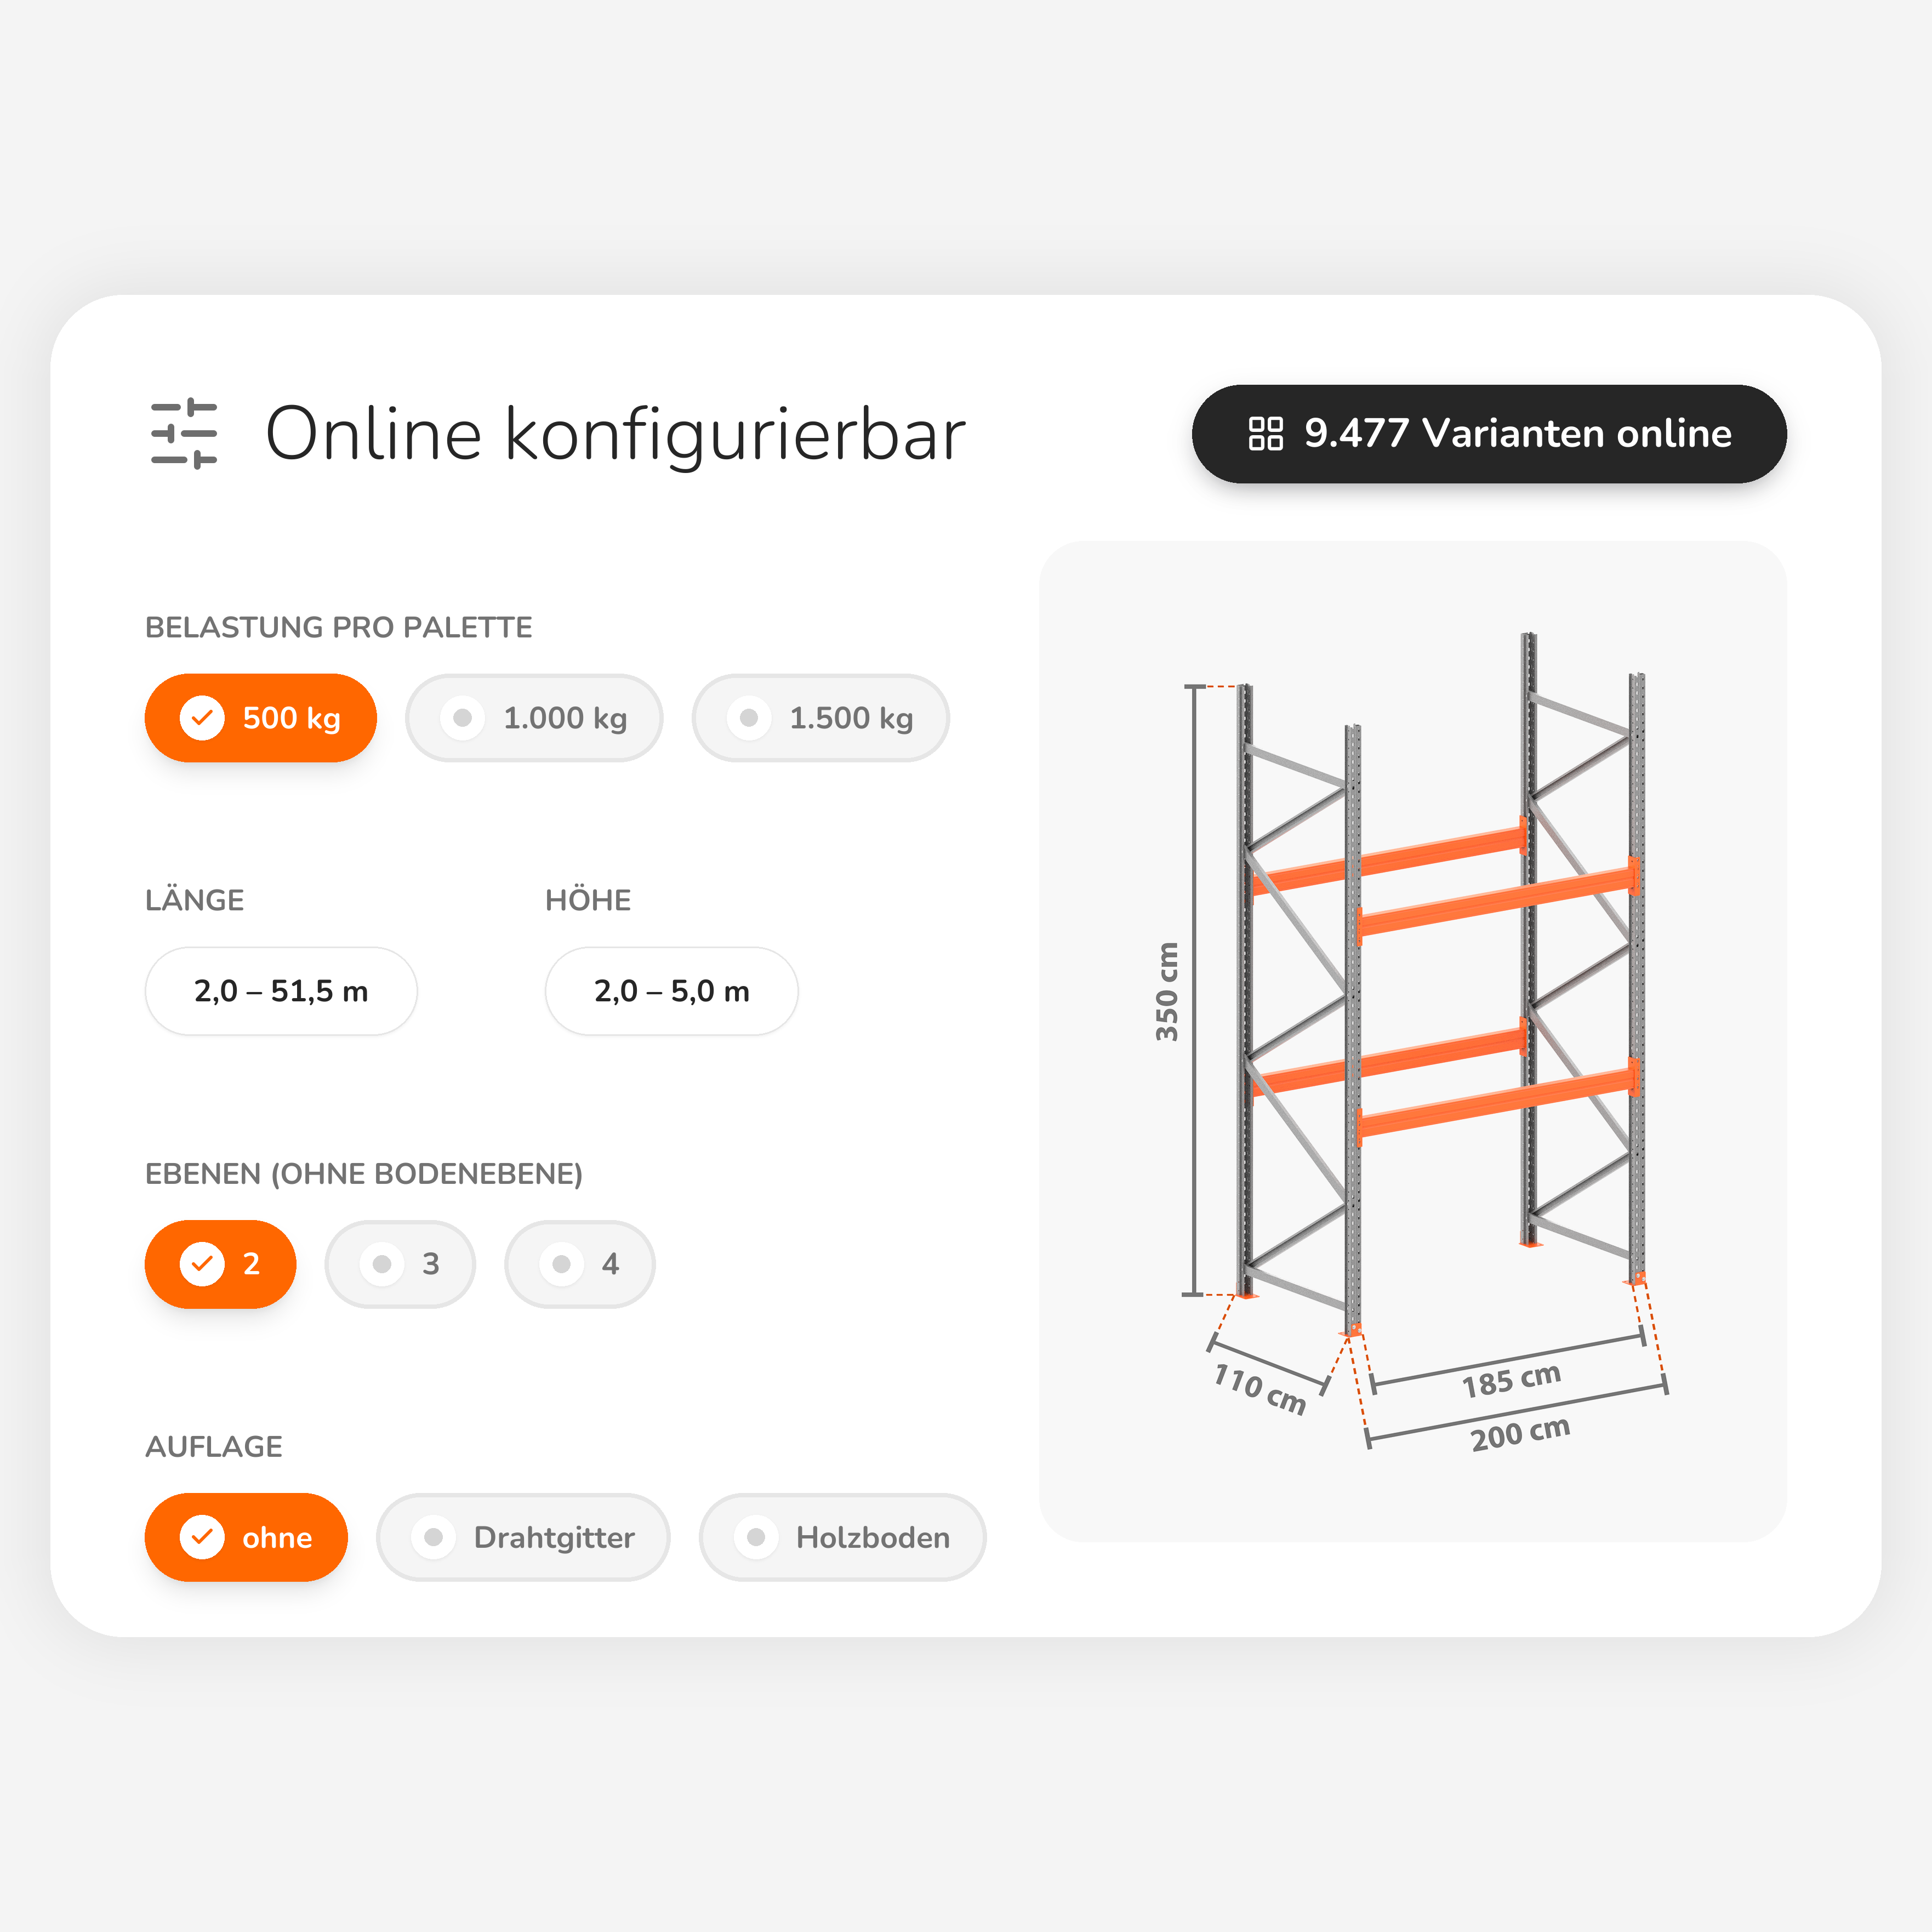 Online konfigurierbar
9.477 Varianten online
BELASTUNG PRO PALETTE
500 kg
1.000 kg
1.500 kg
LÄNGE
HÖHE
2,0 – 51,5 m
2,0 – 5,0 m
EBENEN (OHNE BODENEBENE)
2
3
4
AUFLAGE
ohne
Drahtgitter
Holzboden
350 cm
110 cm
185 cm
200 cm